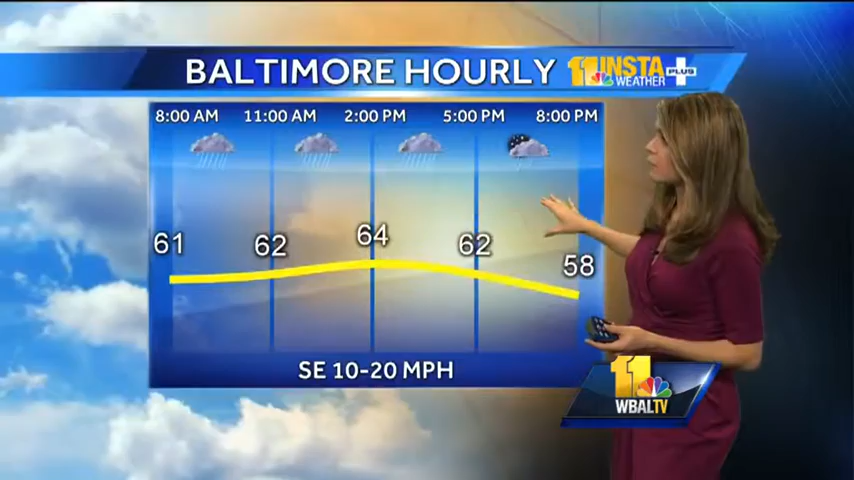 BALTIMORE HOURLY
11 INSTA
WEATHER PLUS
8:00 AM 11:00 AM 2:00 PM 5:00 PM 8:00 PM
61 62 64 62 58
SE 10-20 MPH
11
WBALTV